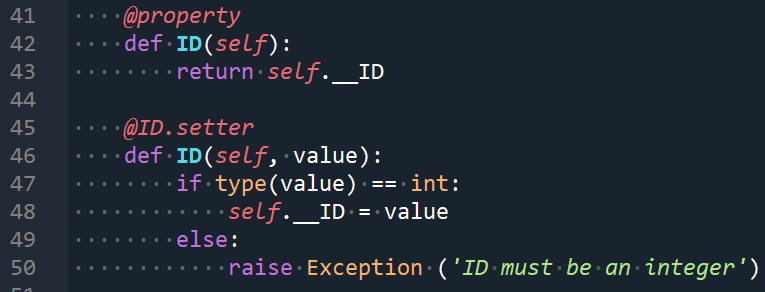 41 ····@property
42 ····def·ID(self):
43 ········return·self.__ID
44
45 ····@ID.setter
46 ····def·ID(self,·value):
47 ········if·type(value)·==·int:
48 ············self.__ID·=·value
49 ········else:
50 ············raise·Exception·('ID·must·be·an·integer')